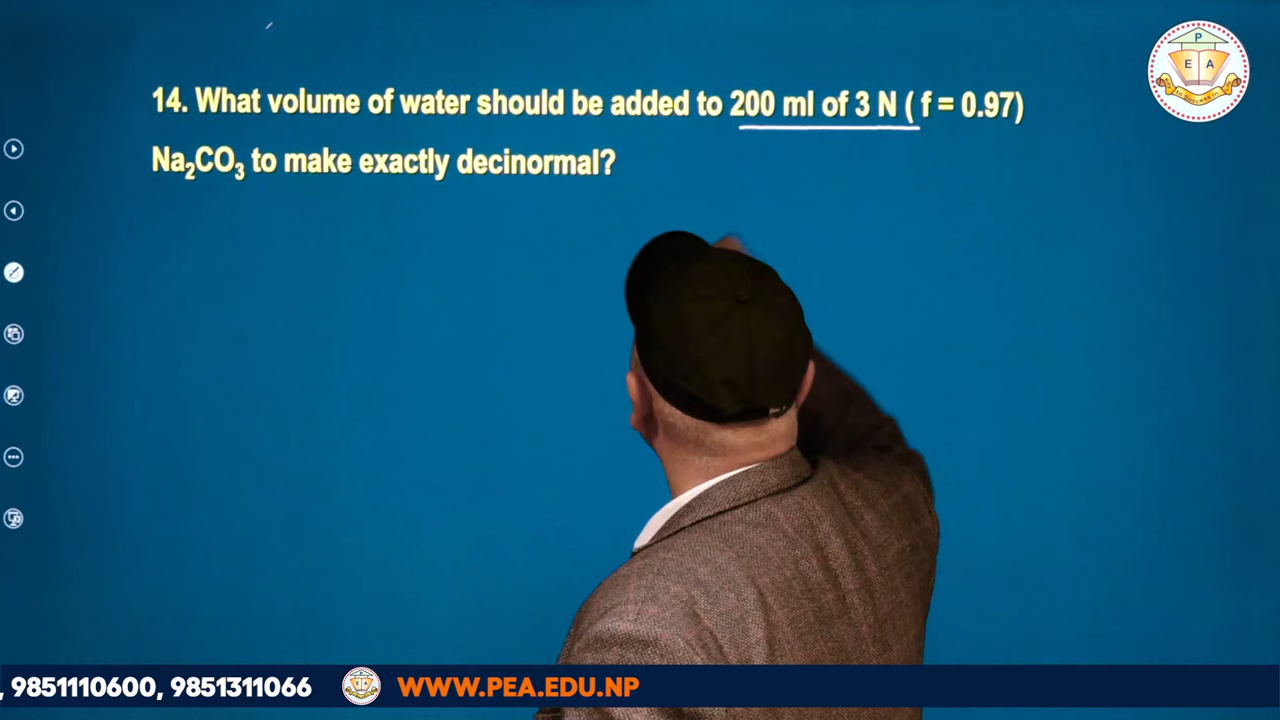 14. What volume of water should be added to 200 ml of 3 N ( f = 0.97)
Na₂CO₃ to make exactly decinormal?
P
E A
, 9851110600, 9851311066
WWW.PEA.EDU.NP